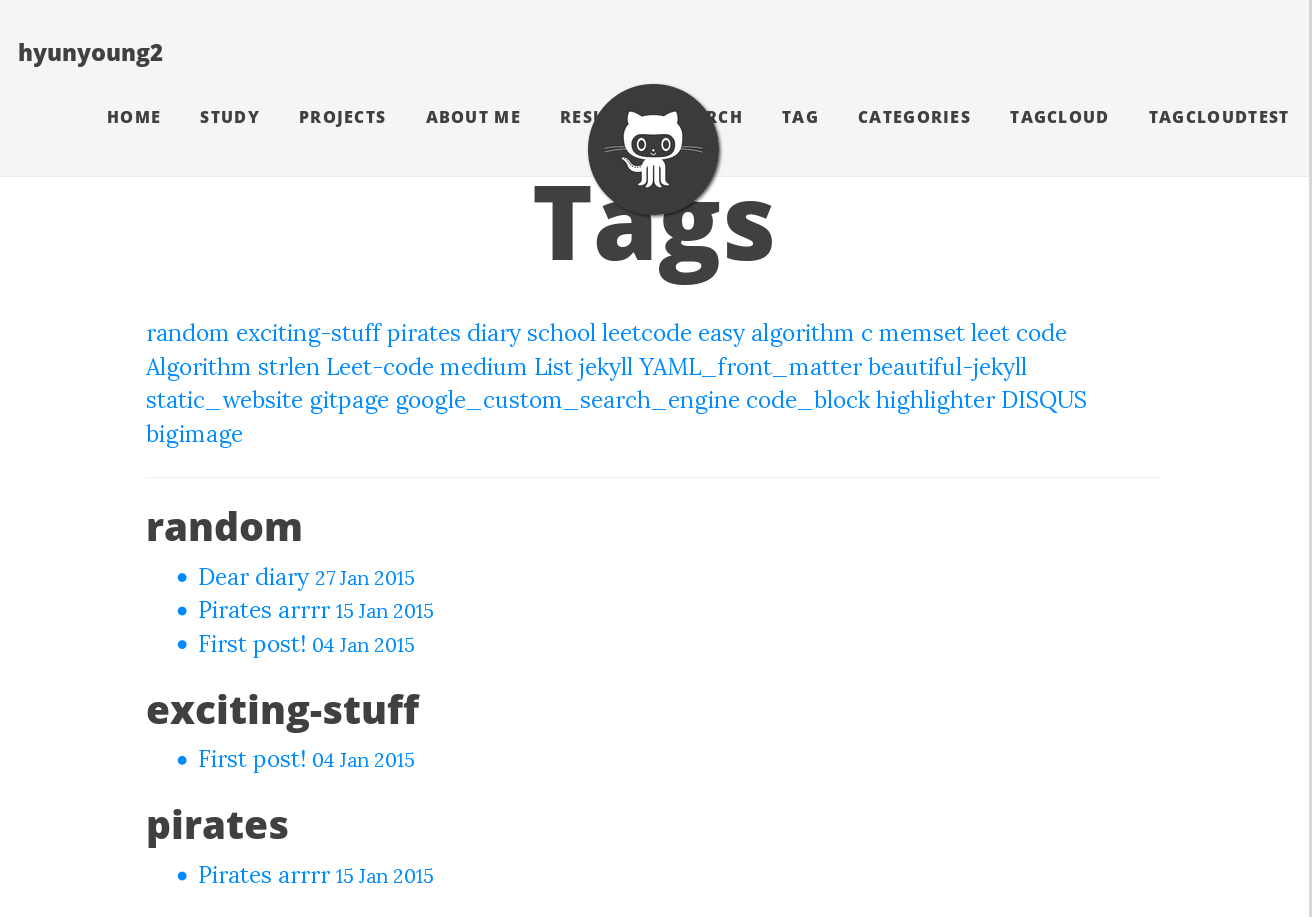 hyunyoung2
HOME STUDY PROJECTS ABOUT ME TAG CATEGORIES TAGCLOUD TAGCLOUDTEST
Tags
random exciting-stuff pirates diary school leetcode easy algorithm c memset leet code
Algorithm strlen Leet-code medium List jekyll YAML_front_matter beautiful-jekyll
static_website gitpage google_custom_search_engine code_block highlighter DISQUS
bigimage
random
Dear diary 27 Jan 2015
Pirates arrrr 15 Jan 2015
First post! 04 Jan 2015
exciting-stuff
First post! 04 Jan 2015
pirates
Pirates arrrr 15 Jan 2015